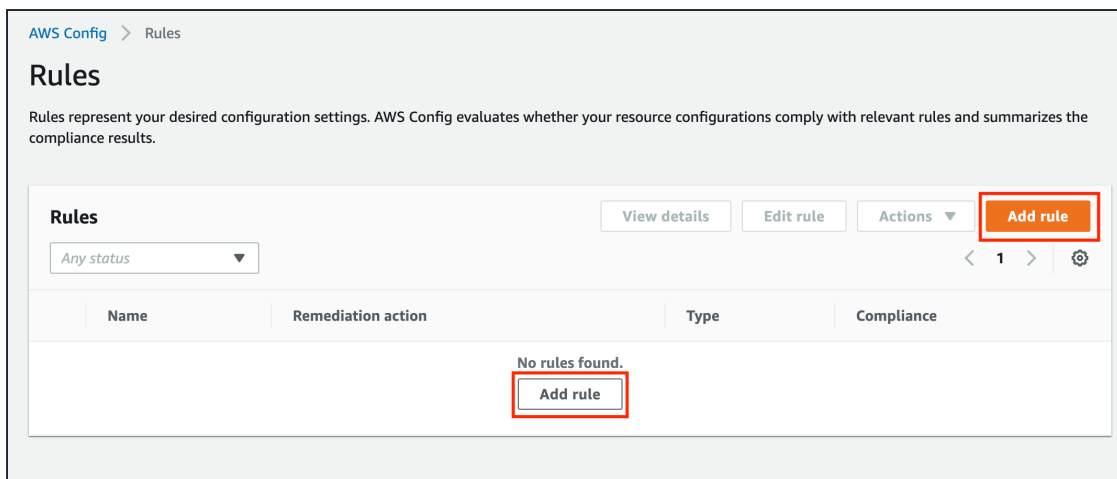 AWS Config > Rules
Rules
Rules represent your desired configuration settings. AWS Config evaluates whether your resource configurations comply with relevant rules and summarizes the
compliance results.
Rules View details Edit rule Actions Add rule
Any status 1
Name Remediation action Type Compliance
No rules found.
Add rule